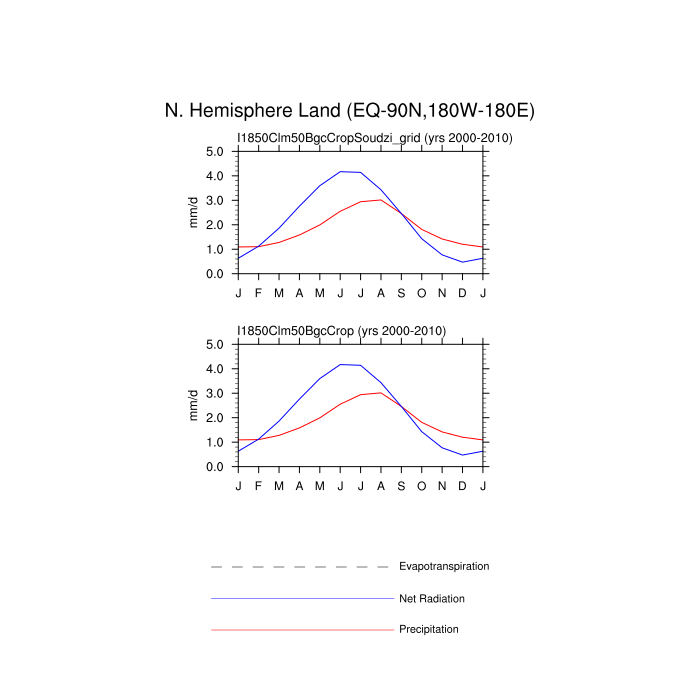 N. Hemisphere Land (EQ-90N,180W-180E)
I1850Clm50BgcCropSoudzi_grid (yrs 2000-2010)
5.0
4.0
3.0
2.0
1.0
0.0
mm/d
J F M A M J J A S O N D J
I1850Clm50BgcCrop (yrs 2000-2010)
5.0
4.0
3.0
2.0
1.0
0.0
mm/d
J F M A M J J A S O N D J
Evapotranspiration
Net Radiation
Precipitation